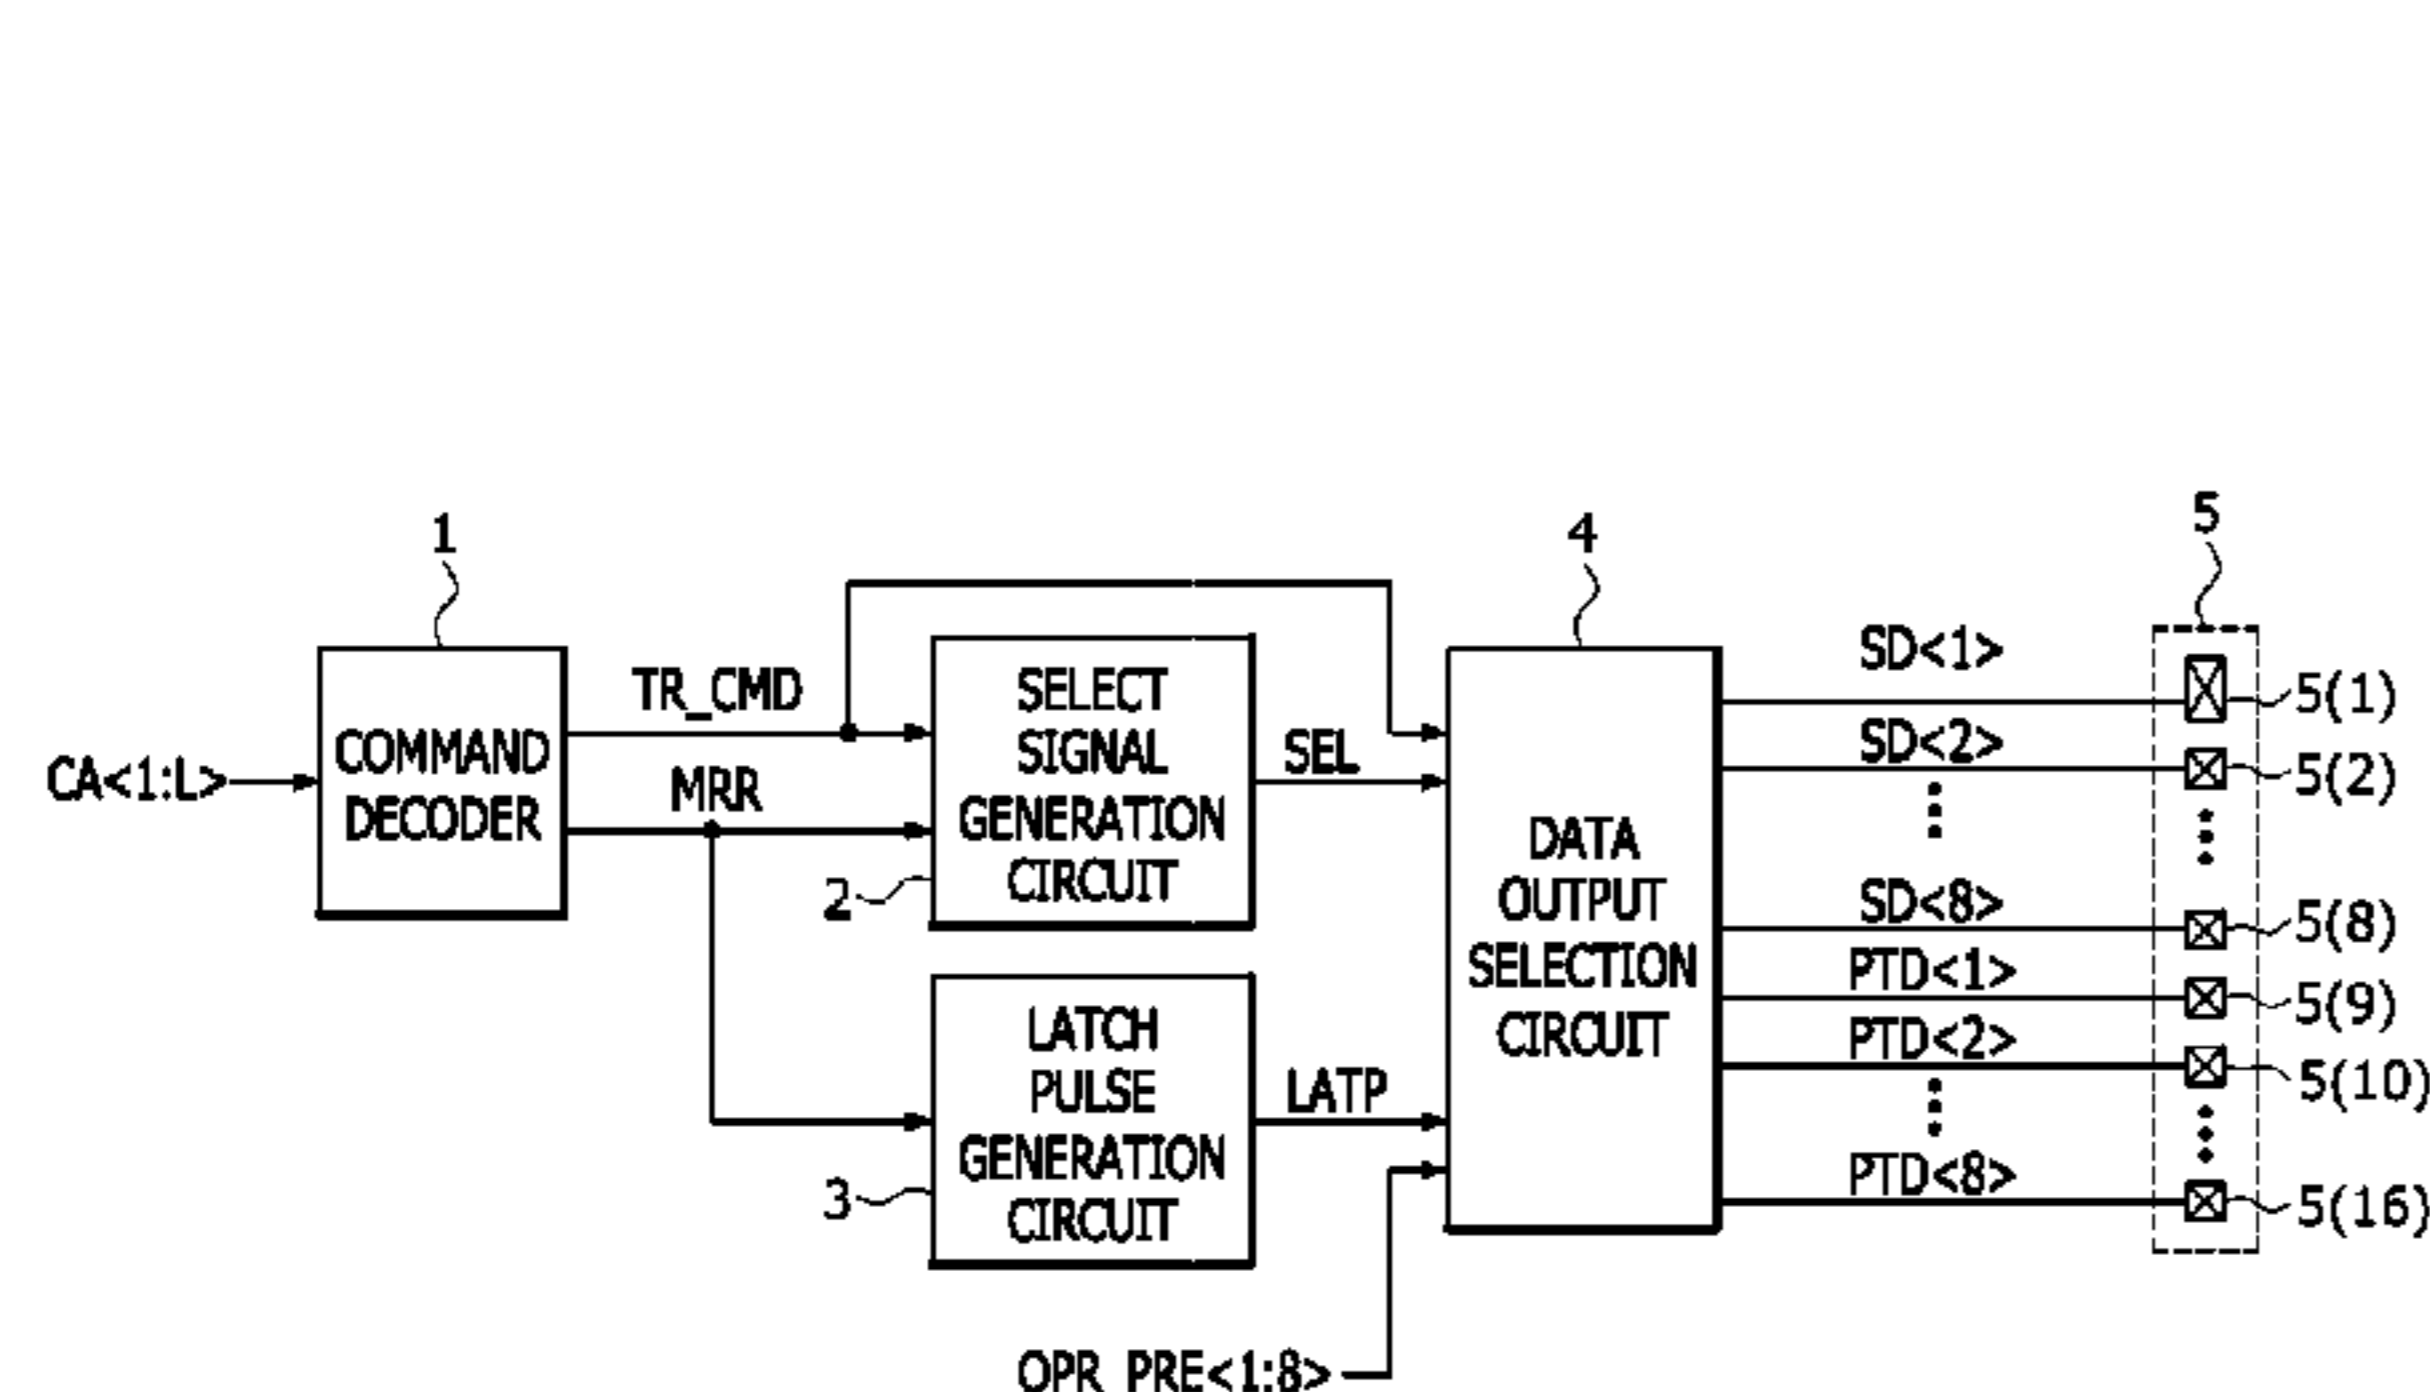 1
4
5
CA<1:L>
COMMAND
DECODER
TR_CMD
MRR
SELECT
SIGNAL
GENERATION
CIRCUIT
2
SEL
LATCH
PULSE
GENERATION
CIRCUIT
3
LATP
OPR_PRE<1:8>
DATA
OUTPUT
SELECTION
CIRCUIT
SD<1>
SD<2>
SD<8>
PTD<1>
PTD<2>
PTD<8>
5(1)
5(2)
5(8)
5(9)
5(10)
5(16)